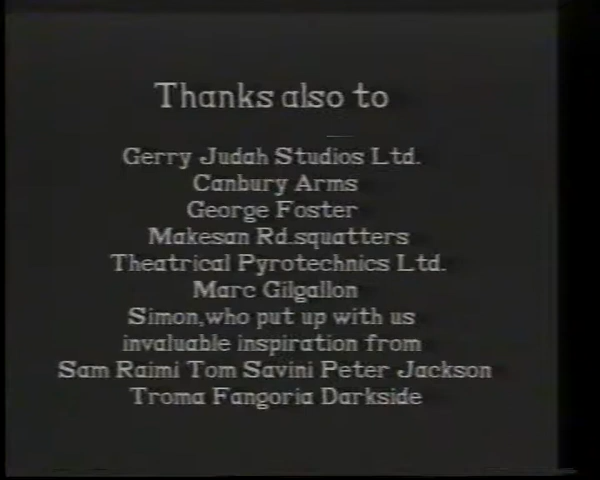 Thanks also to
Gerry Judah Studios Ltd.
Canbury Arms
George Foster
Makesan Rd.squatters
Theatrical Pyrotechnics Ltd.
Marc Gilgallon
Simon,who put up with us
invaluable inspiration from
Sam Raimi Tom Savini Peter Jackson
Troma Fangoria Darkside